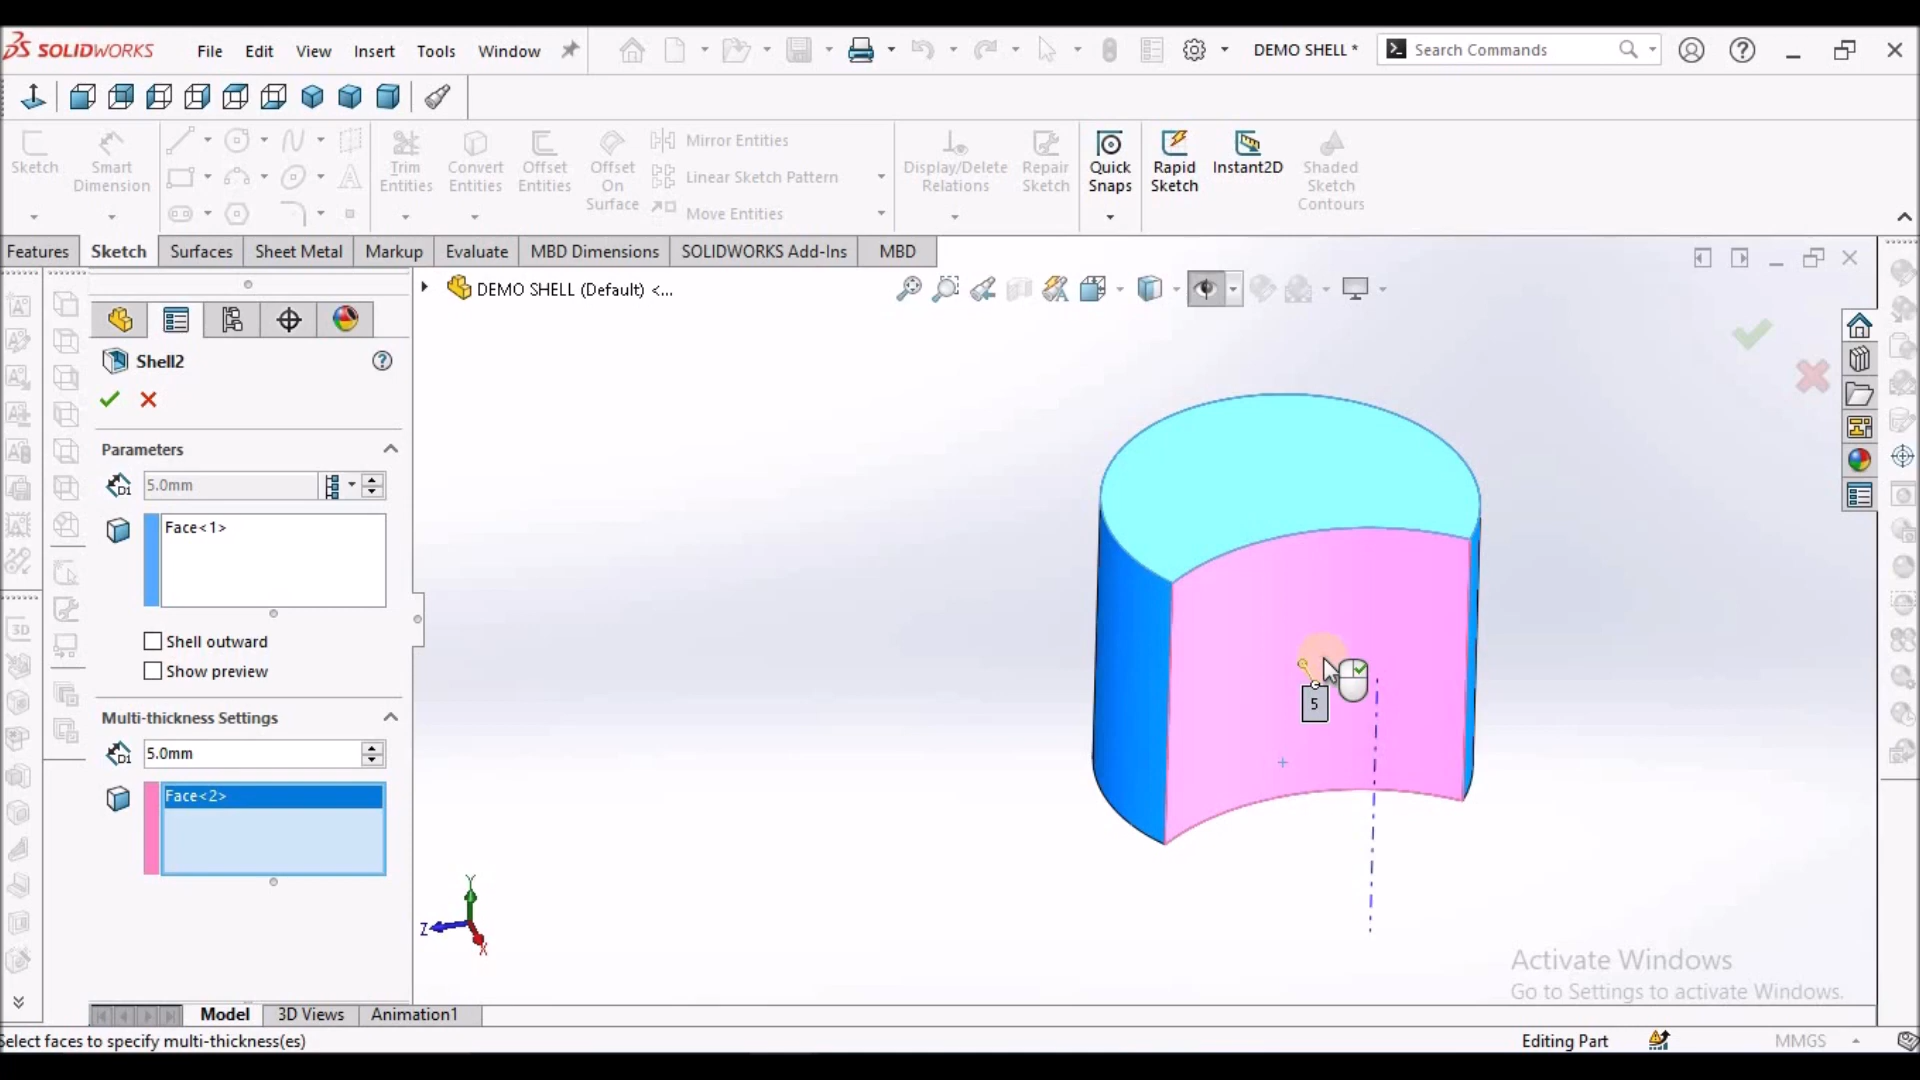 SOLIDWORKS
File Edit View Insert Tools Window
DEMO SHELL *
Search Commands
Sketch
Smart Dimension
Trim Entities
Convert Entities
Offset Entities
Offset On Surface
Mirror Entities
Linear Sketch Pattern
Move Entities
Display/Delete Relations
Repair Sketch
Quick Snaps
Rapid Sketch
Instant2D
Shaded Sketch Contours
Features Sketch Surfaces Sheet Metal Markup Evaluate MBD Dimensions SOLIDWORKS Add-Ins MBD
DEMO SHELL (Default) <...
Shell2
Parameters
5.0mm
Face<1>
Shell outward
Show preview
Multi-thickness Settings
5.0mm
Face<2>
5
Y
Z
X
3D
Activate Windows
Go to Settings to activate Windows.
Model 3D Views Animation1
Select faces to specify multi-thickness(es)
Editing Part
MMGS